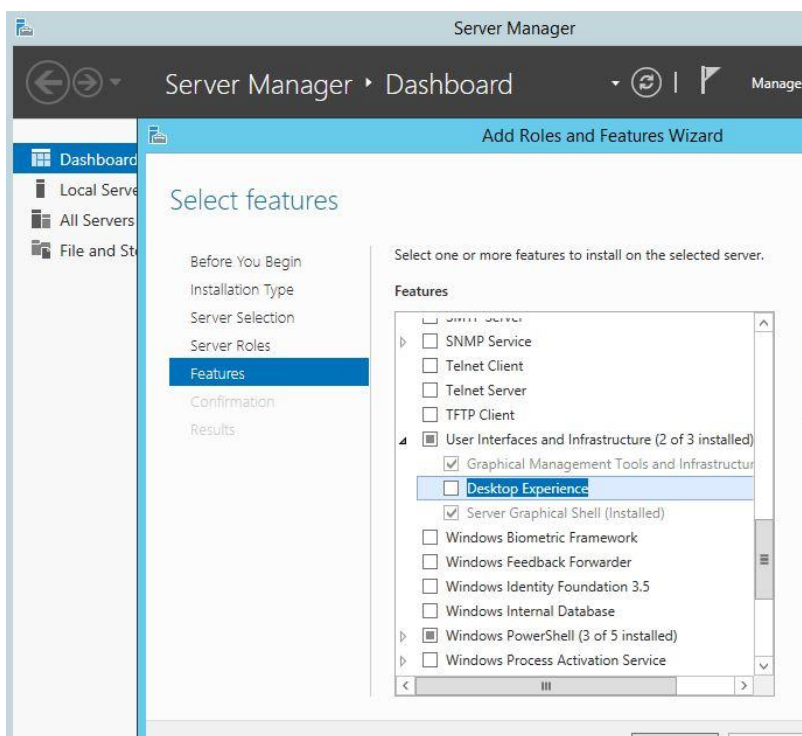 Server Manager
Server Manager • Dashboard
Manage
Add Roles and Features Wizard
Dashboard
Local Serve
All Servers
File and Sto
Select features
Before You Begin
Installation Type
Server Selection
Server Roles
Features
Confirmation
Results
Select one or more features to install on the selected server.
Features
SMTP Server
SNMP Service
Telnet Client
Telnet Server
TFTP Client
User Interfaces and Infrastructure (2 of 3 installed)
Graphical Management Tools and Infrastructur
Desktop Experience
Server Graphical Shell (Installed)
Windows Biometric Framework
Windows Feedback Forwarder
Windows Identity Foundation 3.5
Windows Internal Database
Windows PowerShell (3 of 5 installed)
Windows Process Activation Service